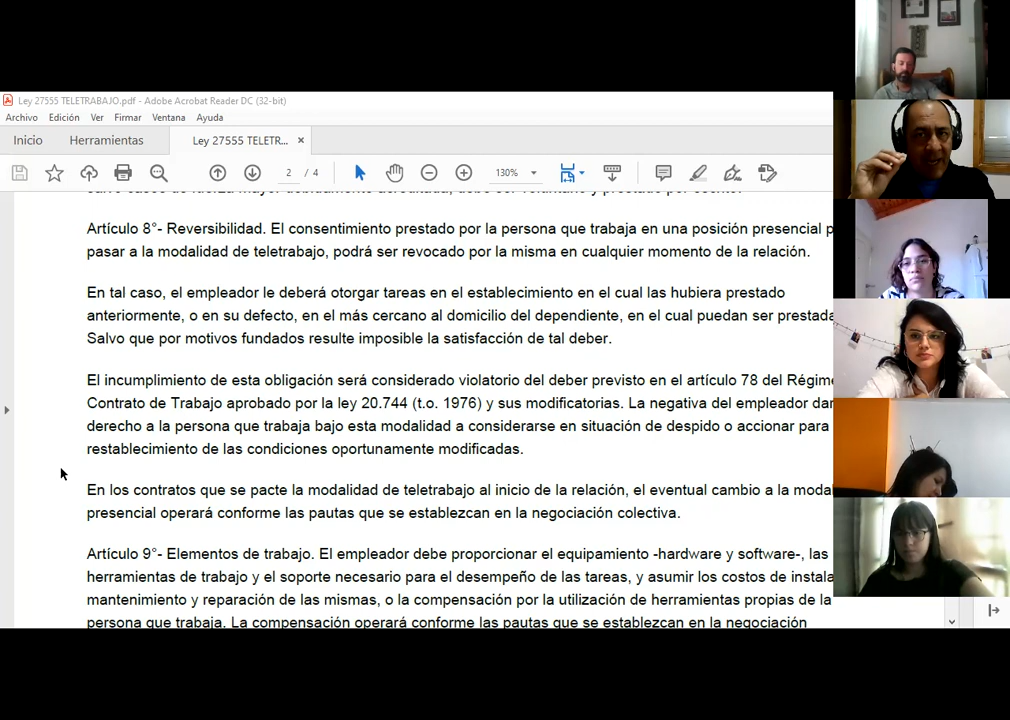 Ley 27555 TELETRABAJO.pdf - Adobe Acrobat Reader DC (32-bit)
Archivo Edición Ver Firmar Ventana Ayuda
Inicio Herramientas Ley 27555 TELETR... ×
2 / 4 130%
Artículo 8°- Reversibilidad. El consentimiento prestado por la persona que trabaja en una posición presencial p
pasar a la modalidad de teletrabajo, podrá ser revocado por la misma en cualquier momento de la relación.
En tal caso, el empleador le deberá otorgar tareas en el establecimiento en el cual las hubiera prestado
anteriormente, o en su defecto, en el más cercano al domicilio del dependiente, en el cual puedan ser prestada
Salvo que por motivos fundados resulte imposible la satisfacción de tal deber.
El incumplimiento de esta obligación será considerado violatorio del deber previsto en el artículo 78 del Régime
Contrato de Trabajo aprobado por la ley 20.744 (t.o. 1976) y sus modificatorias. La negativa del empleador dar
derecho a la persona que trabaja bajo esta modalidad a considerarse en situación de despido o accionar para
restablecimiento de las condiciones oportunamente modificadas.
En los contratos que se pacte la modalidad de teletrabajo al inicio de la relación, el eventual cambio a la modal
presencial operará conforme las pautas que se establezcan en la negociación colectiva.
Artículo 9°- Elementos de trabajo. El empleador debe proporcionar el equipamiento -hardware y software-, las
herramientas de trabajo y el soporte necesario para el desempeño de las tareas, y asumir los costos de instala
mantenimiento y reparación de las mismas, o la compensación por la utilización de herramientas propias de la
persona que trabaja. La compensación operará conforme las pautas que se establezcan en la negociación